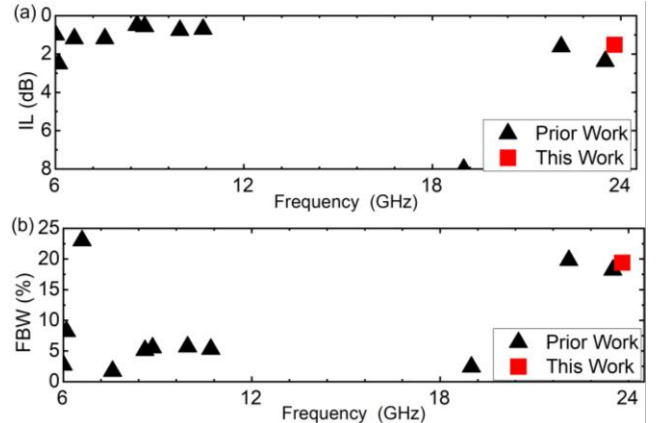 (a)
0
2
4
6
8
IL (dB)
Prior Work
This Work
6
12
18
24
Frequency (GHz)
(b)
25
20
15
10
5
0
FBW (%)
Prior Work
This Work
6
12
18
24
Frequency (GHz)